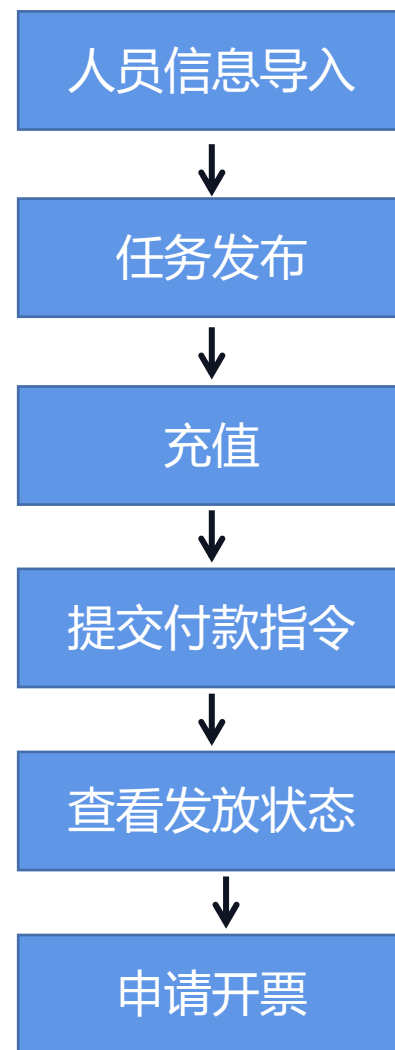 人员信息导入
任务发布
充值
提交付款指令
查看发放状态
申请开票